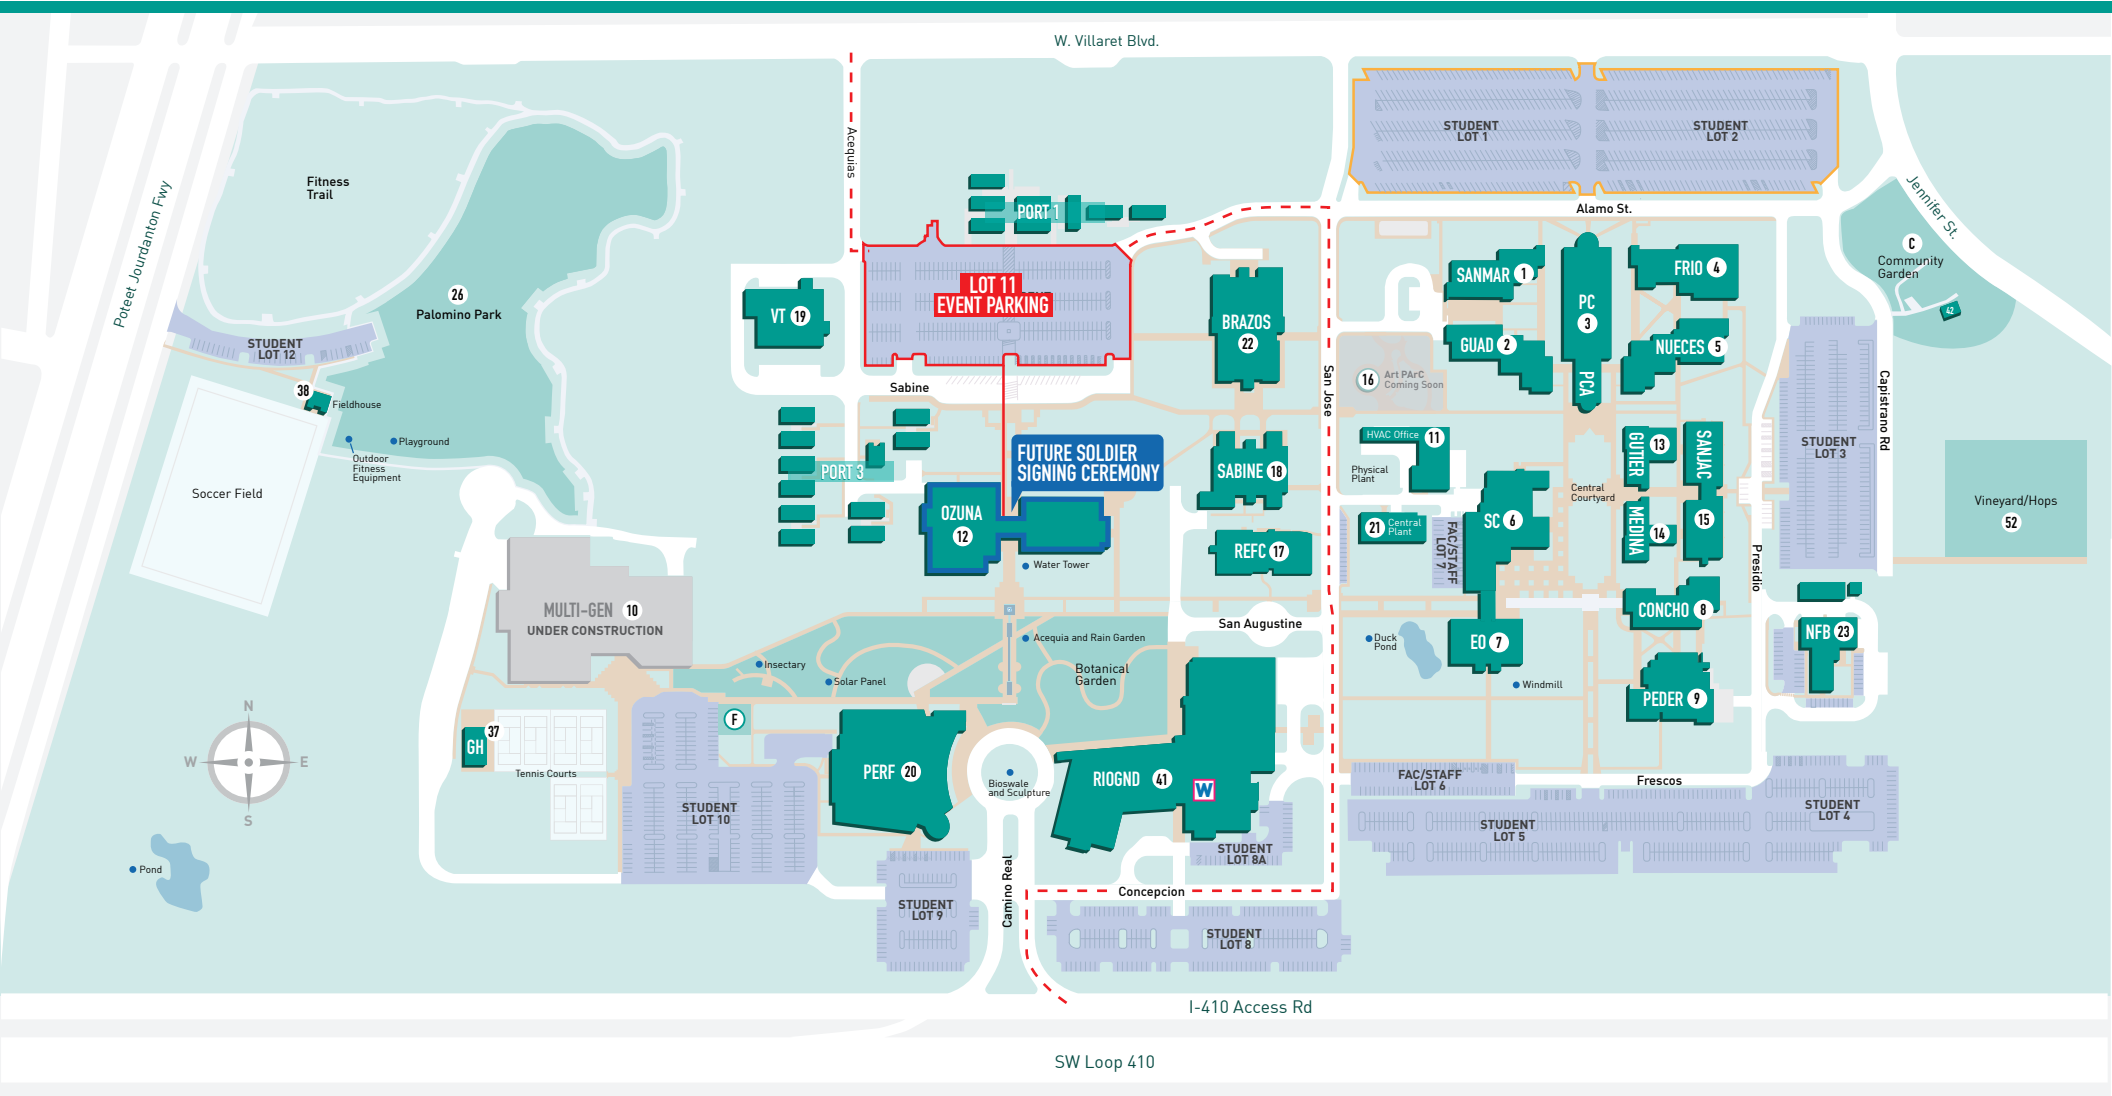 W. Villaret Blvd.
Acequias
Poteet Jourdanton Fwy
Fitness
Trail
26
Palomino Park
STUDENT
LOT 12
38
Fieldhouse
Playground
Outdoor
Fitness
Equipment
Soccer Field
PORT 1
LOT 11
EVENT PARKING
VT 19
Sabine
PORT 3
FUTURE SOLDIER
SIGNING CEREMONY
OZUNA
12
Water Tower
BRAZOS
22
SABINE 18
REFC 17
San Jose
San Augustine
STUDENT
LOT 1
STUDENT
LOT 2
Alamo St.
Jennifer St.
C
Community
Garden
42
SANMAR 1
PC
3
PCA
FRIO 4
GUAD 2
NUECES 5
16
Art PArC
Coming Soon
HVAC Office 11
Physical
Plant
21 Central
Plant
FAC/STAFF
LOT 7
SC 6
Central
Courtyard
GUTIER
13
SANJAC
15
MEDINA
14
CONCHO 8
EO 7
Duck
Pond
Windmill
PEDER 9
Presidio
STUDENT
LOT 3
Capistrano Rd
Vineyard/Hops
52
NFB 23
MULTI-GEN 10
UNDER CONSTRUCTION
Insectary
Solar Panel
Acequia and Rain Garden
Botanical
Garden
N
W
E
S
GH
37
Tennis Courts
F
STUDENT
LOT 10
PERF 20
Bioswale
and Sculpture
RIOGND 41
W
STUDENT
LOT 8A
Pond
STUDENT
LOT 9
Camino Real
Concepcion
STUDENT
LOT 8
FAC/STAFF
LOT 6
Frescos
STUDENT
LOT 5
STUDENT
LOT 4
I-410 Access Rd
SW Loop 410